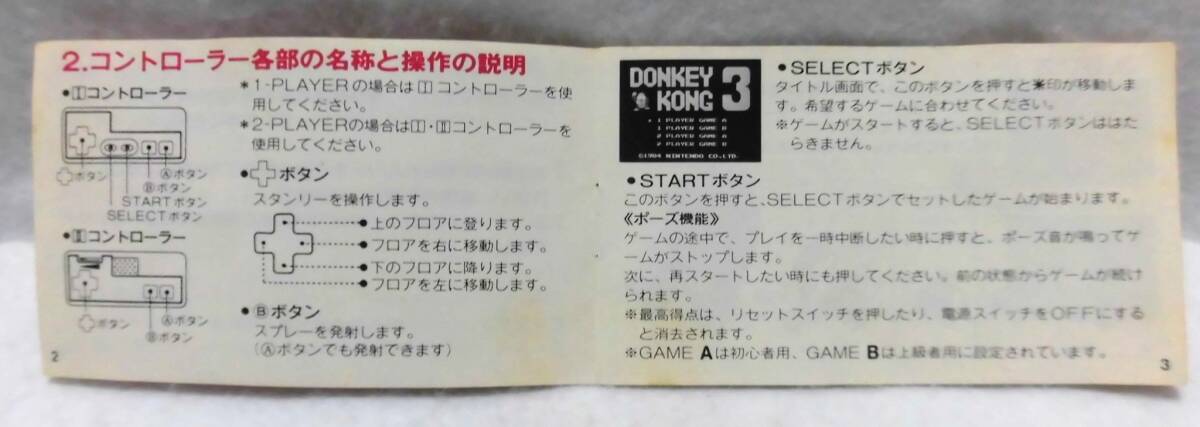 2.コントローラー各部の名称と操作の説明
●Ⅰコントローラー
✚ボタン
Ⓐボタン
Ⓑボタン
STARTボタン
SELECTボタン
●Ⅱコントローラー
✚ボタン
Ⓐボタン
Ⓑボタン
2
*1-PLAYERの場合はⅠコントローラーを使
用してください。
*2-PLAYERの場合はⅠ・Ⅱコントローラーを
使用してください。
●✚ボタン
スタンリーを操作します。
●上のフロアに登ります。
●フロアを右に移動します。
●下のフロアに降ります。
●フロアを左に移動します。
●Ⓑボタン
スプレーを発射します。
(Ⓐボタンでも発射できます)
DONKEY
KONG 3
1 PLAYER GAME A
1 PLAYER GAME B
2 PLAYER GAME A
2 PLAYER GAME B
©1984 NINTENDO CO.,LTD.
●SELECTボタン
タイトル画面で、このボタンを押すと✱印が移動しま
す。希望するゲームに合わせてください。
※ゲームがスタートすると、SELECTボタンははた
らきません。
●STARTボタン
このボタンを押すと、SELECTボタンでセットしたゲームが始まります。
《ポーズ機能》
ゲームの途中で、プレイを一時中断したい時に押すと、ポーズ音が鳴ってゲ
ームがストップします。
次に、再スタートしたい時にも押してください。前の状態からゲームが続け
られます。
※最高得点は、リセットスイッチを押したり、電源スイッチをOFFにする
と消去されます。
※GAME Aは初心者用、GAME Bは上級者用に設定されています。
3